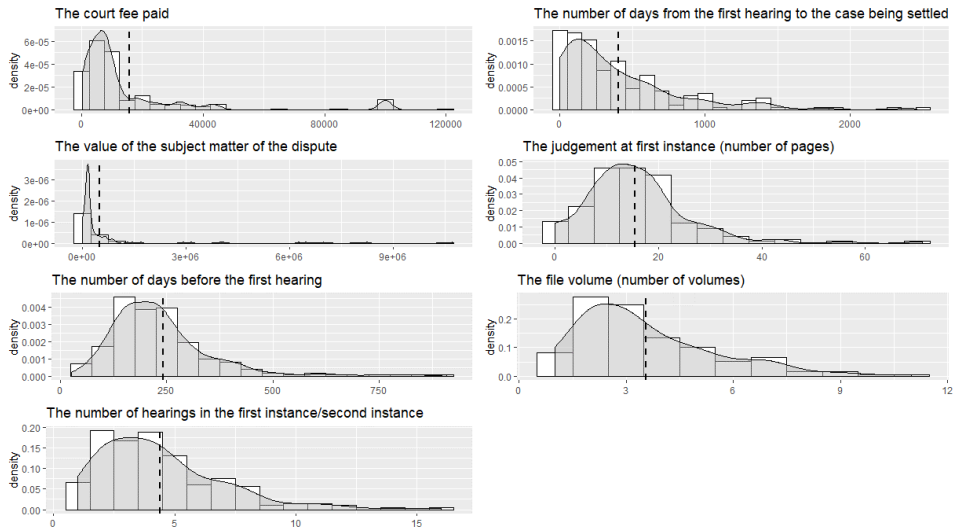 The court fee paid
density
6e-05
4e-05
2e-05
0e+00
0
40000
80000
120000
The number of days from the first hearing to the case being settled
density
0.0015
0.0010
0.0005
0.0000
0
1000
2000
The value of the subject matter of the dispute
density
3e-06
2e-06
1e-06
0e+00
0e+00
3e+06
6e+06
9e+06
The judgement at first instance (number of pages)
density
0.05
0.04
0.03
0.02
0.01
0.00
0
20
40
60
The number of days before the first hearing
density
0.004
0.003
0.002
0.001
0.000
0
250
500
750
The file volume (number of volumes)
density
0.2
0.1
0.0
0
3
6
9
12
The number of hearings in the first instance/second instance
density
0.20
0.15
0.10
0.05
0.00
5
10
15